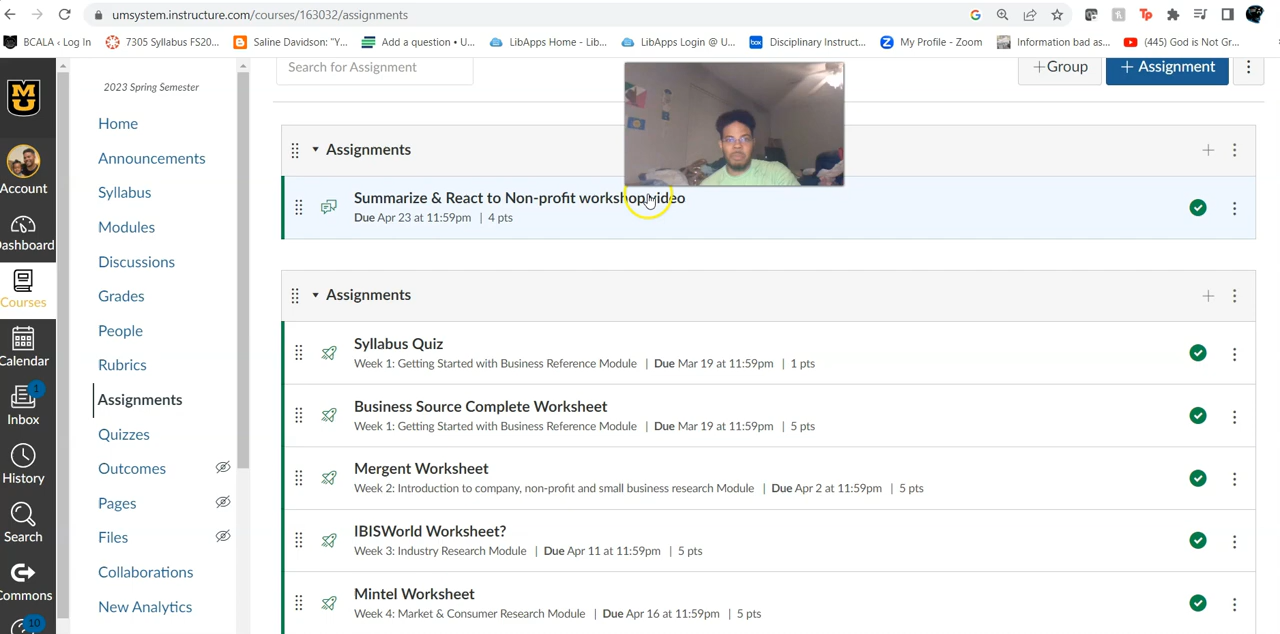 umsystem.instructure.com/courses/163032/assignments
BCALA ‹ Log In
7305 Syllabus FS20...
Saline Davidson: "Y...
Add a question • U...
LibApps Home - Lib...
LibApps Login @ U...
box
Disciplinary Instruct...
My Profile - Zoom
Information bad as...
(445) God is Not Gr...
Tp
MU
Account
Dashboard
Courses
Calendar
1
Inbox
History
Search
Commons
10
2023 Spring Semester
Home
Announcements
Syllabus
Modules
Discussions
Grades
People
Rubrics
Assignments
Quizzes
Outcomes
Pages
Files
Collaborations
New Analytics
Search for Assignment
+ Group
+ Assignment
Assignments
Summarize & React to Non-profit workshop video
Due Apr 23 at 11:59pm | 4 pts
Assignments
Syllabus Quiz
Week 1: Getting Started with Business Reference Module | Due Mar 19 at 11:59pm | 1 pts
Business Source Complete Worksheet
Week 1: Getting Started with Business Reference Module | Due Mar 19 at 11:59pm | 5 pts
Mergent Worksheet
Week 2: Introduction to company, non-profit and small business research Module | Due Apr 2 at 11:59pm | 5 pts
IBISWorld Worksheet?
Week 3: Industry Research Module | Due Apr 11 at 11:59pm | 5 pts
Mintel Worksheet
Week 4: Market & Consumer Research Module | Due Apr 16 at 11:59pm | 5 pts